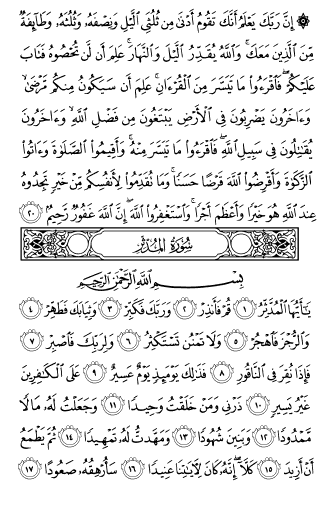 ۞ إِنَّ رَبَّكَ يَعْلَمُ أَنَّكَ تَقُومُ أَدْنَىٰ مِن ثُلُثَيِ ٱلَّيْلِ وَنِصْفَهُۥ وَثُلُثَهُۥ وَطَآئِفَةٌ
مِّنَ ٱلَّذِينَ مَعَكَ ۚ وَٱللَّهُ يُقَدِّرُ ٱلَّيْلَ وَٱلنَّهَارَ ۚ عَلِمَ أَن لَّن تُحْصُوهُ فَتَابَ
عَلَيْكُمْ ۖ فَٱقْرَءُوا۟ مَا تَيَسَّرَ مِنَ ٱلْقُرْءَانِ ۚ عَلِمَ أَن سَيَكُونُ مِنكُم مَّرْضَىٰ ۙ
وَءَاخَرُونَ يَضْرِبُونَ فِى ٱلْأَرْضِ يَبْتَغُونَ مِن فَضْلِ ٱللَّهِ ۙ وَءَاخَرُونَ
يُقَٰتِلُونَ فِى سَبِيلِ ٱللَّهِ ۖ فَٱقْرَءُوا۟ مَا تَيَسَّرَ مِنْهُ ۚ وَأَقِيمُوا۟ ٱلصَّلَوٰةَ وَءَاتُوا۟
ٱلزَّكَوٰةَ وَأَقْرِضُوا۟ ٱللَّهَ قَرْضًا حَسَنًا ۚ وَمَا تُقَدِّمُوا۟ لِأَنفُسِكُم مِّنْ خَيْرٍ تَجِدُوهُ
عِندَ ٱللَّهِ هُوَ خَيْرًا وَأَعْظَمَ أَجْرًا ۚ وَٱسْتَغْفِرُوا۟ ٱللَّهَ ۖ إِنَّ ٱللَّهَ غَفُورٌ رَّحِيمٌۢ ٢٠
سُورَةُ الْمُدَّثِّر
بِسْمِ ٱللَّهِ ٱلرَّحْمَٰنِ ٱلرَّحِيمِ
يَٰٓأَيُّهَا ٱلْمُدَّثِّرُ ١ قُمْ فَأَنذِرْ ٢ وَرَبَّكَ فَكَبِّرْ ٣ وَثِيَابَكَ فَطَهِّرْ ٤
وَٱلرُّجْزَ فَٱهْجُرْ ٥ وَلَا تَمْنُن تَسْتَكْثِرُ ٦ وَلِرَبِّكَ فَٱصْبِرْ ٧
فَإِذَا نُقِرَ فِى ٱلنَّاقُورِ ٨ فَذَٰلِكَ يَوْمَئِذٍ يَوْمٌ عَسِيرٌ ٩ عَلَى ٱلْكَٰفِرِينَ
غَيْرُ يَسِيرٍ ١٠ ذَرْنِى وَمَنْ خَلَقْتُ وَحِيدًا ١١ وَجَعَلْتُ لَهُۥ مَالًا
مَّمْدُودًا ١٢ وَبَنِينَ شُهُودًا ١٣ وَمَهَّدتُّ لَهُۥ تَمْهِيدًا ١٤ ثُمَّ يَطْمَعُ
أَنْ أَزِيدَ ١٥ كَلَّآ ۖ إِنَّهُۥ كَانَ لِءَايَٰتِنَا عَنِيدًا ١٦ سَأُرْهِقُهُۥ صَعُودًا ١٧